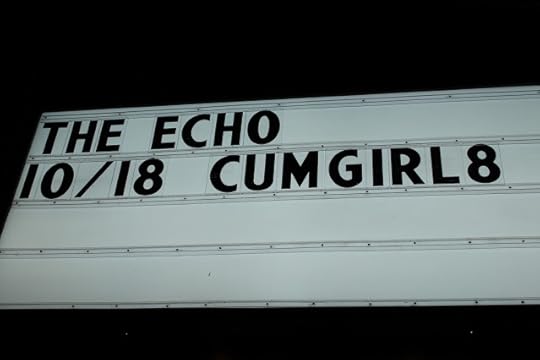 THE ECHO
10/18 CUMGIRL8